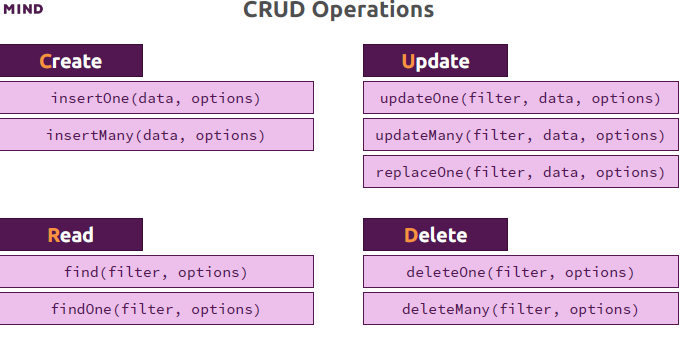 MIND
CRUD Operations
Create
insertOne(data, options)
insertMany(data, options)
Update
updateOne(filter, data, options)
updateMany(filter, data, options)
replaceOne(filter, data, options)
Read
find(filter, options)
findOne(filter, options)
Delete
deleteOne(filter, options)
deleteMany(filter, options)